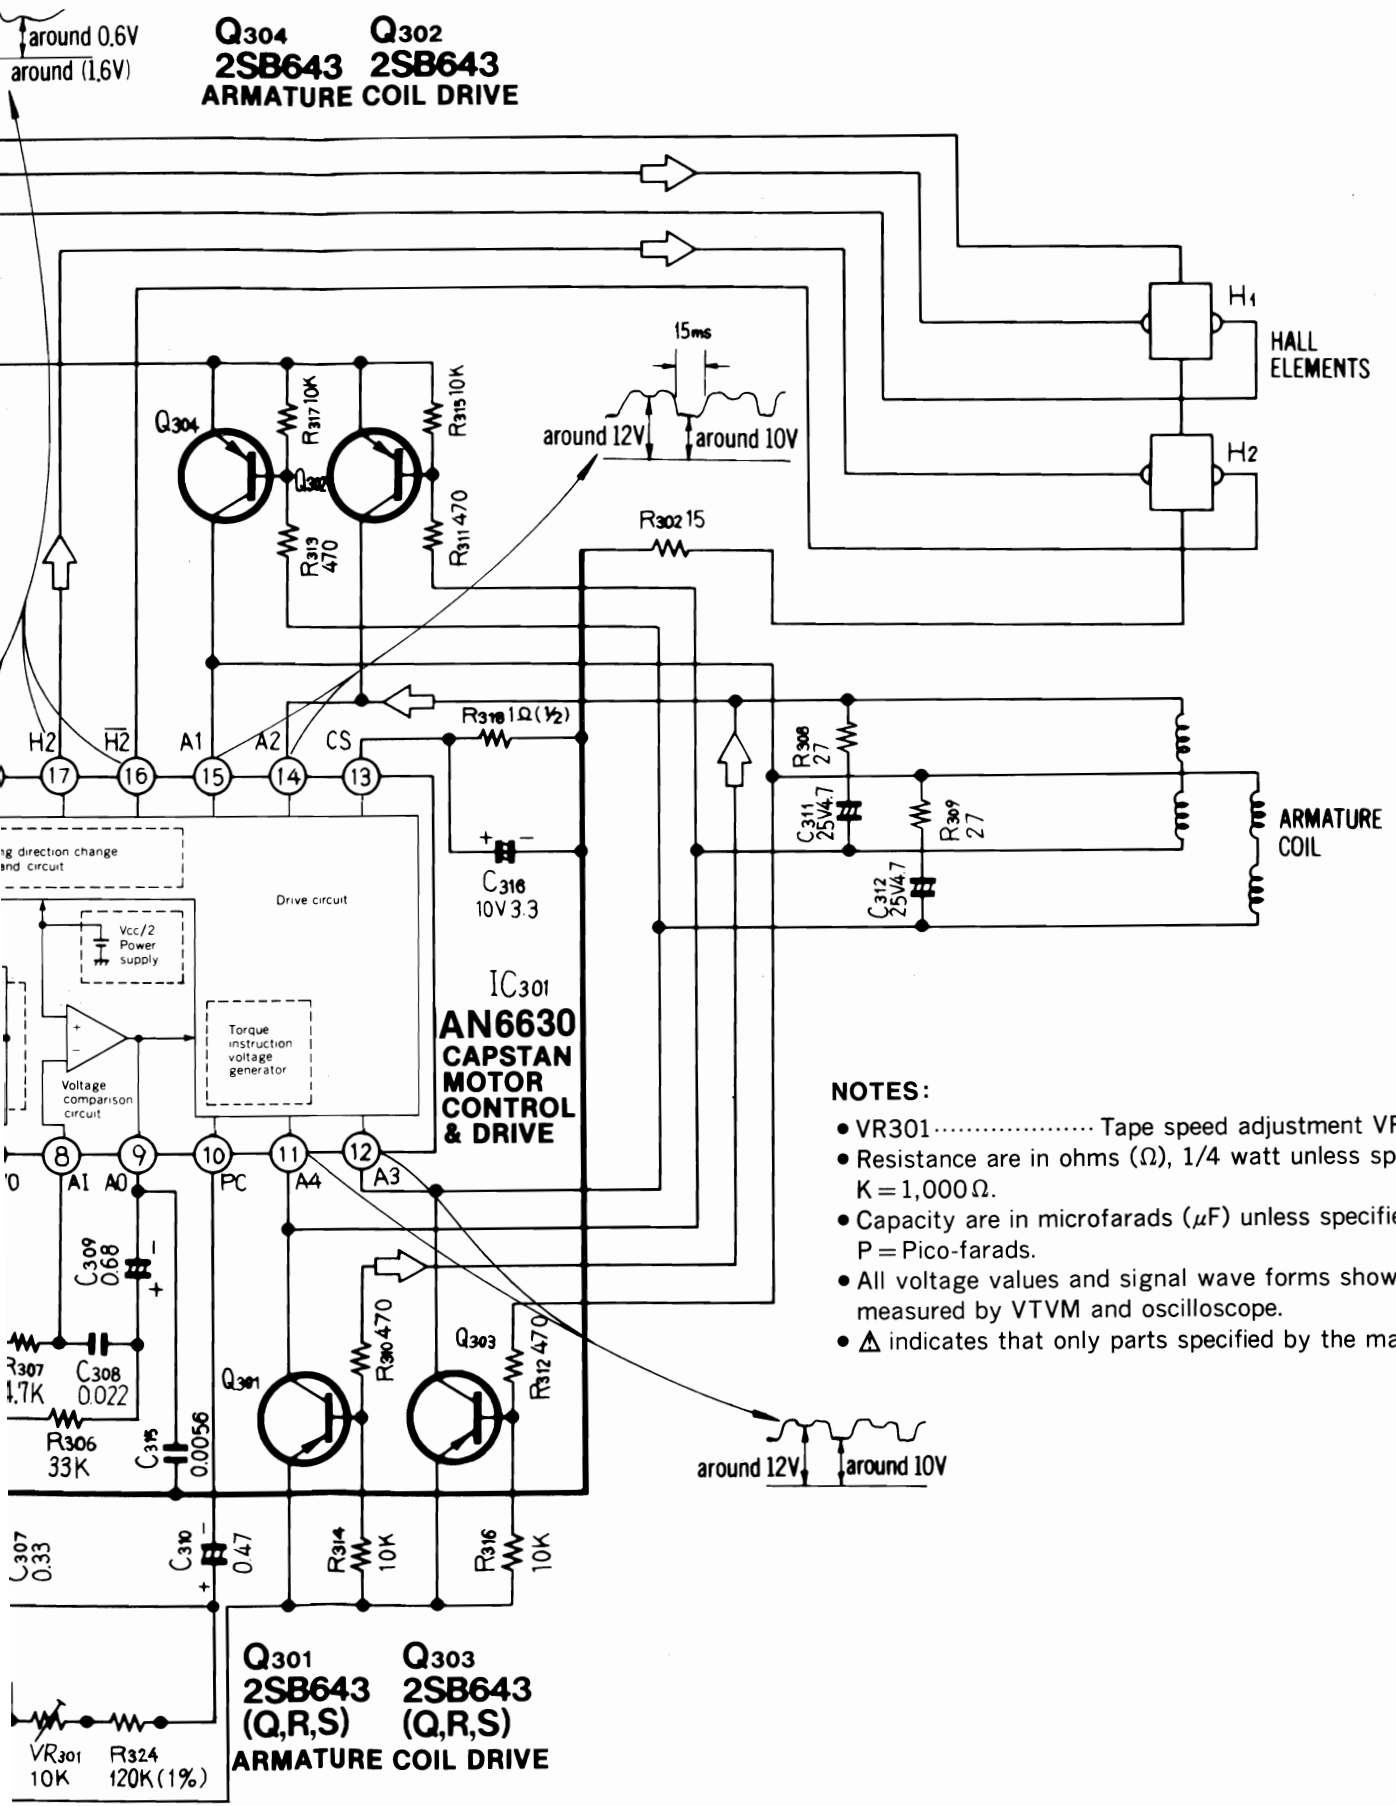 around 0.6V
around (1.6V)
Q304 Q302
2SB643 2SB643
ARMATURE COIL DRIVE
H1
HALL
ELEMENTS
H2
15ms
around 12V
around 10V
Q304
R317 10K
Q302
R315 10K
R313
470
R311 470
R302 15
H2
H2
A1
A2
CS
R318 1Ω(½)
17
16
15
14
13
R308
27
C311
25V4.7
R309
27
C312
25V4.7
ARMATURE
COIL
ng direction change
and circuit
Drive circuit
+ -
C316
10V 3.3
Vcc/2
Power
supply
IC301
AN6630
CAPSTAN
MOTOR
CONTROL
& DRIVE
+
-
Torque
instruction
voltage
generator
Voltage
comparison
circuit
8
9
10
11
12
AI
AO
PC
A4
A3
NOTES:
● VR301 ···················· Tape speed adjustment VR
● Resistance are in ohms (Ω), 1/4 watt unless sp
K=1,000Ω.
● Capacity are in microfarads (μF) unless specifie
P=Pico-farads.
● All voltage values and signal wave forms show
measured by VTVM and oscilloscope.
● ⚠ indicates that only parts specified by the ma
C309
0.68
-
+
R310 470
Q303
R312 470
R307
4.7K
C308
0.022
Q301
R306
33K
C315
0.0056
around 12V
around 10V
C307
0.33
C310
-
+
0.47
R314
10K
R316
10K
Q301 Q303
2SB643 2SB643
(Q,R,S) (Q,R,S)
ARMATURE COIL DRIVE
VR301
10K
R324
120K(1%)